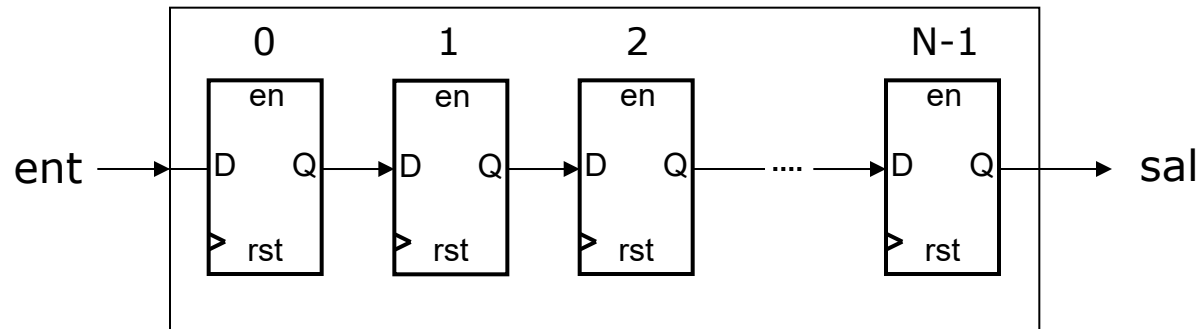 0 1 2 N-1
en en en en
ent D Q D Q D Q .... D Q sal
rst rst rst rst